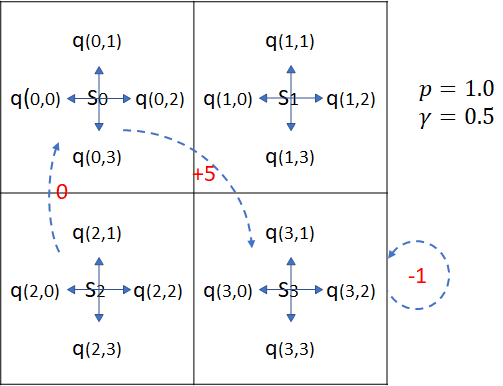 q(0,1)
q(0,0) S0 q(0,2)
q(0,3)
q(1,1)
q(1,0) S1 q(1,2)
q(1,3)
p = 1.0
γ = 0.5
0
+5
q(2,1)
q(2,0) S2 q(2,2)
q(2,3)
q(3,1)
q(3,0) S3 q(3,2)
q(3,3)
-1